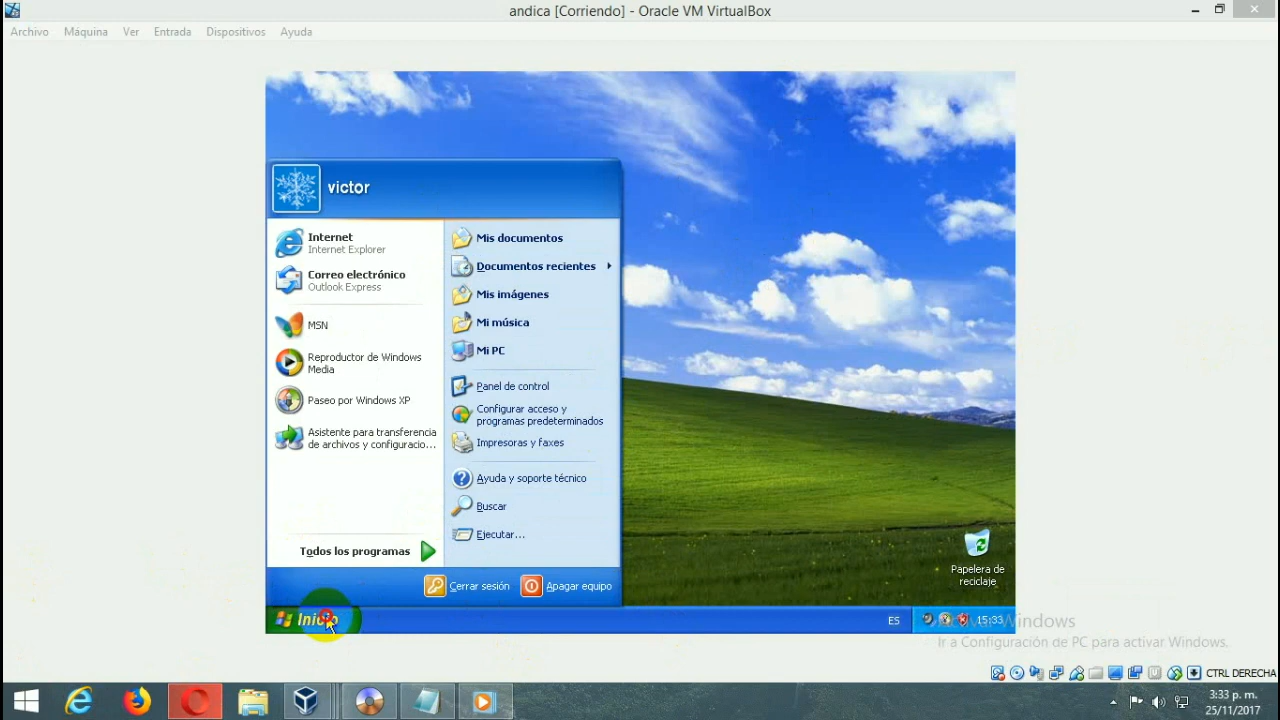 andica [Corriendo] - Oracle VM VirtualBox
Archivo Máquina Ver Entrada Dispositivos Ayuda
victor
Internet
Internet Explorer
Correo electrónico
Outlook Express
MSN
Reproductor de Windows
Media
Paseo por Windows XP
Asistente para transferencia
de archivos y configuracio...
Todos los programas
Mis documentos
Documentos recientes
Mis imágenes
Mi música
Mi PC
Panel de control
Configurar acceso y
programas predeterminados
Impresoras y faxes
Ayuda y soporte técnico
Buscar
Ejecutar...
Cerrar sesión Apagar equipo
Papelera de
reciclaje
Inicio
ES
15:33
Activar Windows
Ir a Configuración de PC para activar Windows.
CTRL DERECHA
3:33 p. m.
25/11/2017